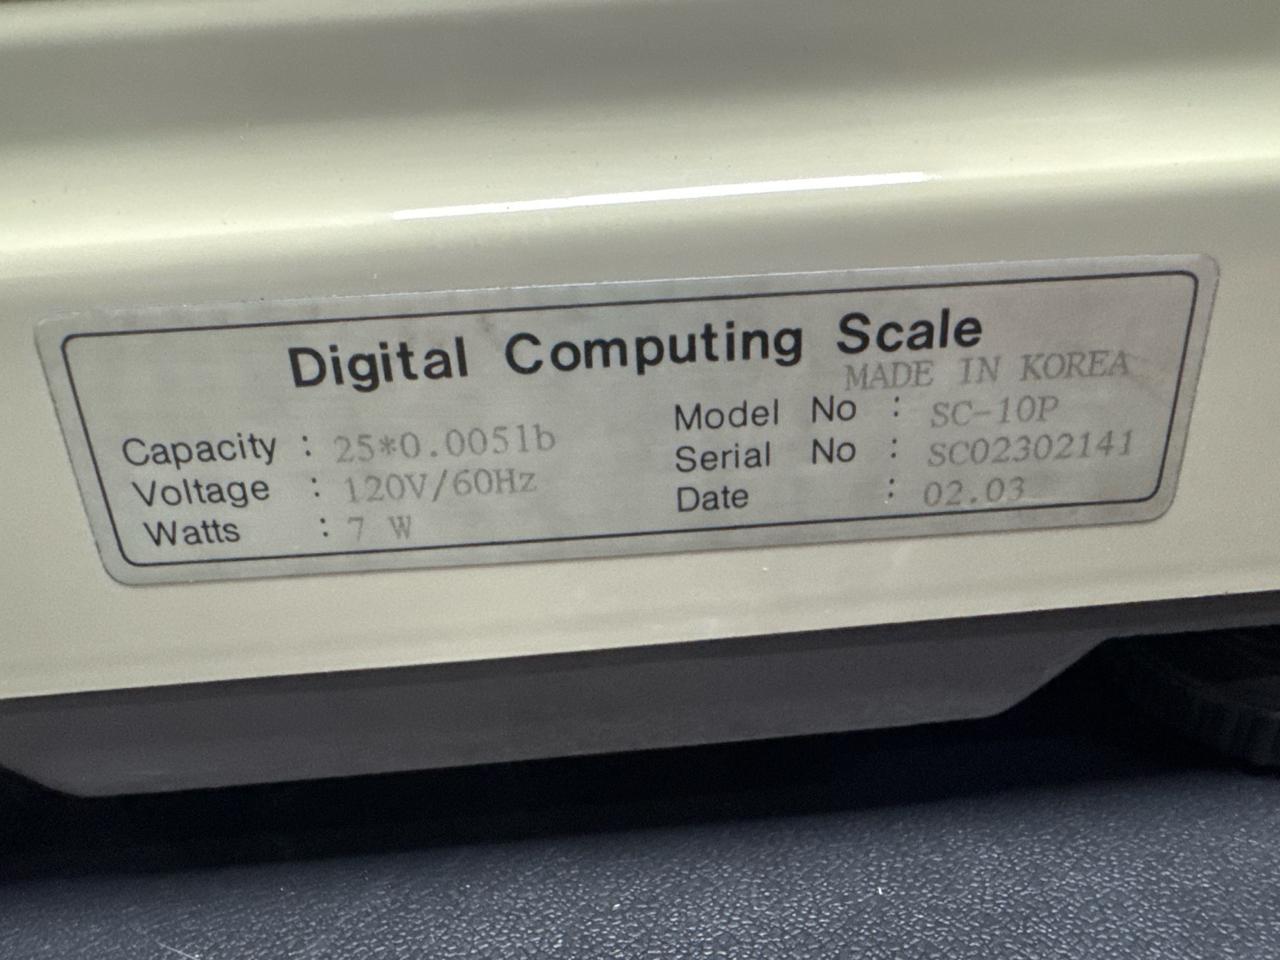 Digital Computing Scale
MADE IN KOREA
Capacity : 25*0.005lb
Voltage : 120V/60Hz
Watts : 7 W
Model No : SC-10P
Serial No : SC02302141
Date : 02.03